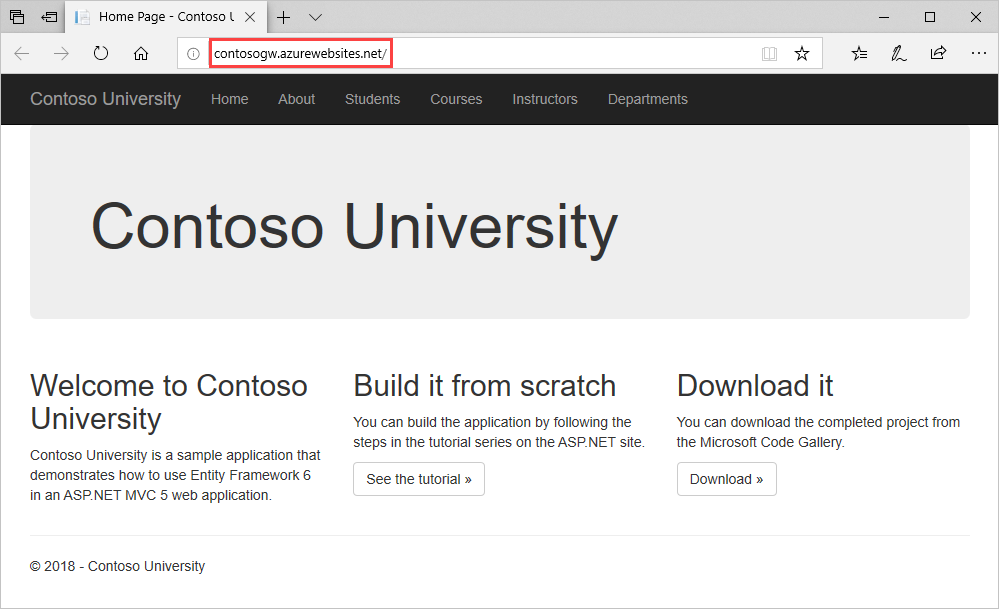 Home Page - Contoso U
contosogw.azurewebsites.net/
Contoso University
Home
About
Students
Courses
Instructors
Departments
Contoso University
Welcome to Contoso
University
Contoso University is a sample application that
demonstrates how to use Entity Framework 6
in an ASP.NET MVC 5 web application.
Build it from scratch
You can build the application by following the
steps in the tutorial series on the ASP.NET site.
See the tutorial »
Download it
You can download the completed project from
the Microsoft Code Gallery.
Download »
© 2018 - Contoso University